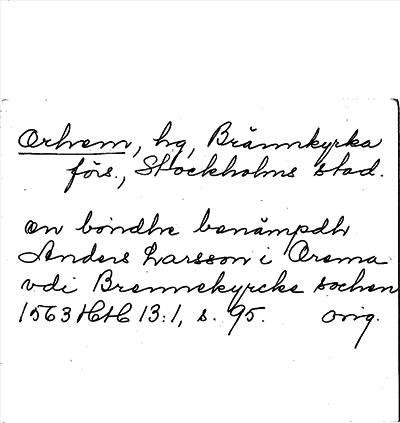 Orhem, hg, Brännkyrka
förs., Stockholms stad.
en bondhe benämpdh
Anders Larsson i Orema
vdi Brennekyrcke sochen
1563 HH 13:1, s. 95. orig.